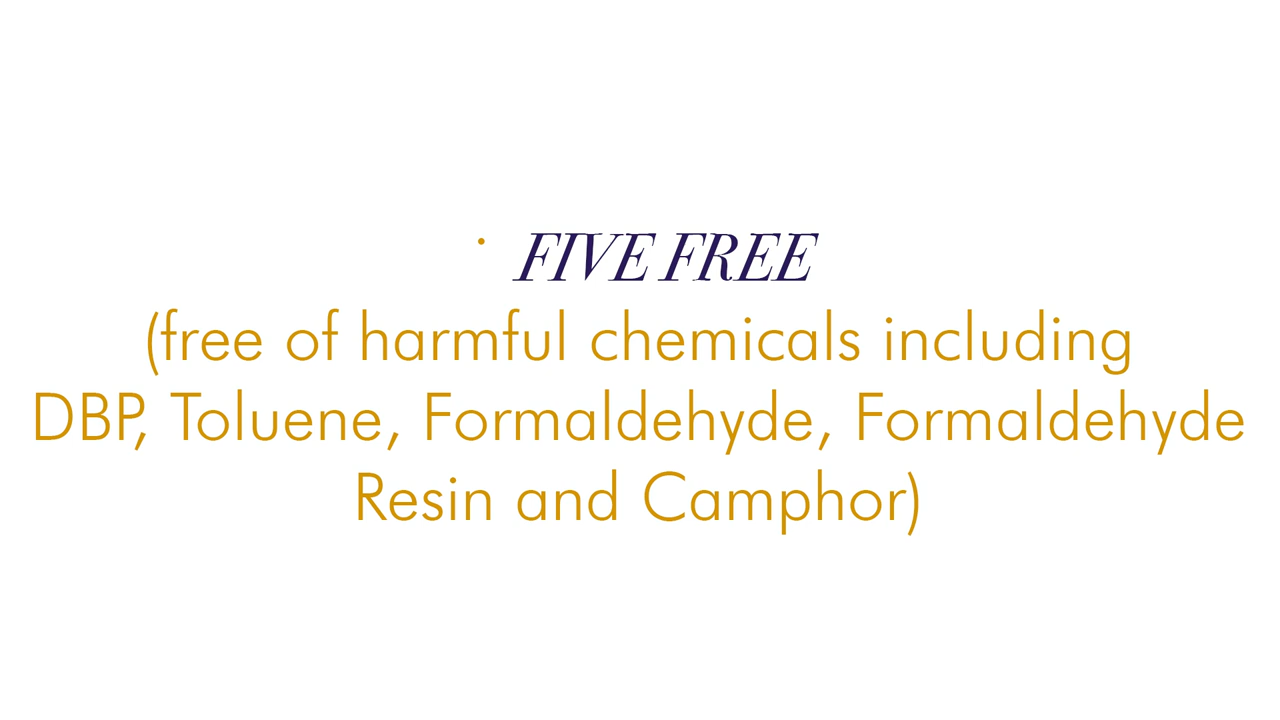 • FIVE FREE
(free of harmful chemicals including
DBP, Toluene, Formaldehyde, Formaldehyde
Resin and Camphor)